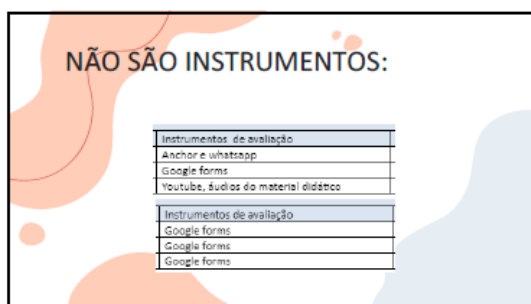 NÃO SÃO INSTRUMENTOS:
Instrumentos de avaliação
Anchor e whatsapp
Google forms
Youtube, áudios do material didático
Instrumentos de avaliação
Google forms
Google forms
Google forms